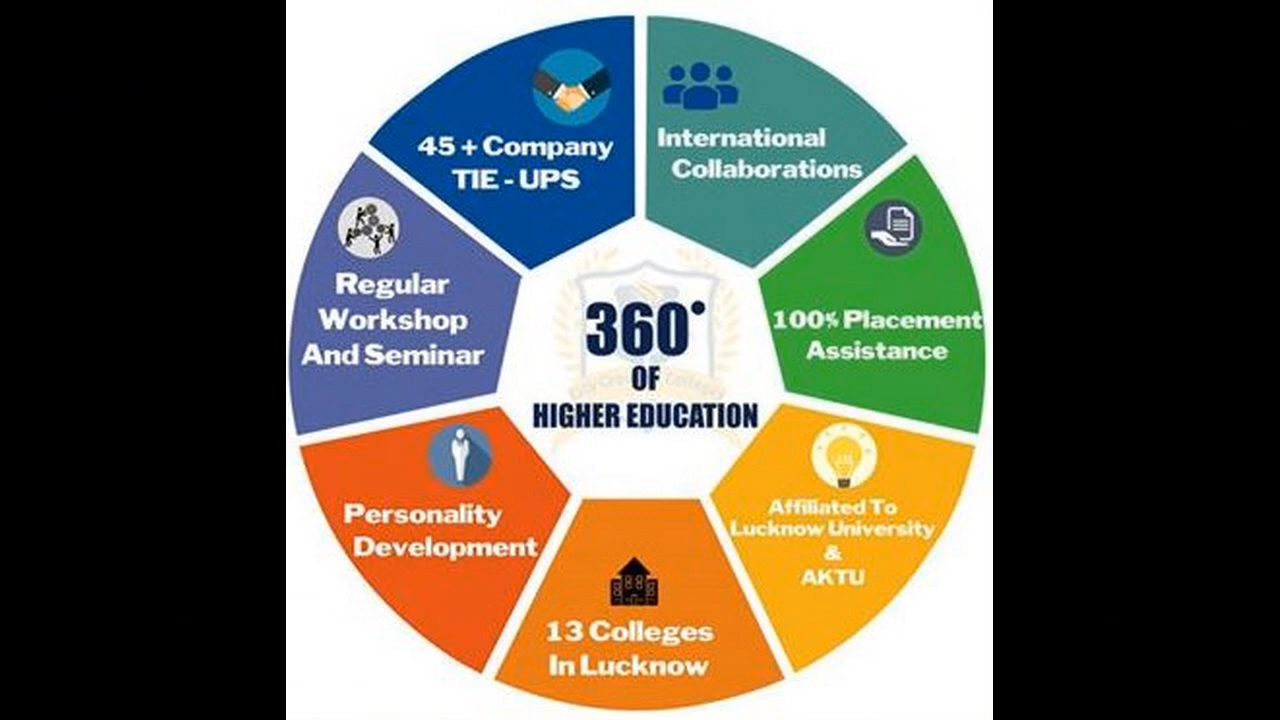 45 + Company
TIE - UPS
International
Collaborations
100% Placement
Assistance
Affiliated To
Lucknow University
&
AKTU
13 Colleges
In Lucknow
Personality
Development
Regular
Workshop
And Seminar
360°
OF
HIGHER EDUCATION